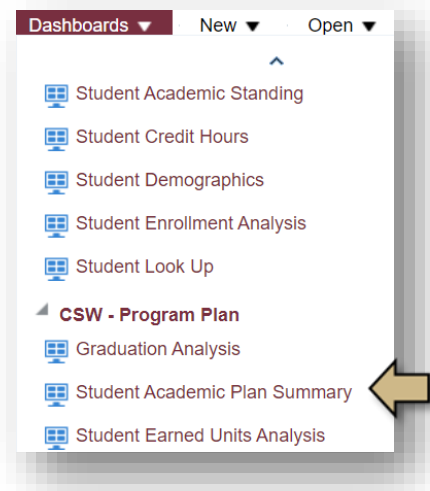 Dashboards ▼ New ▼ Open ▼
Student Academic Standing
Student Credit Hours
Student Demographics
Student Enrollment Analysis
Student Look Up
CSW - Program Plan
Graduation Analysis
Student Academic Plan Summary
Student Earned Units Analysis